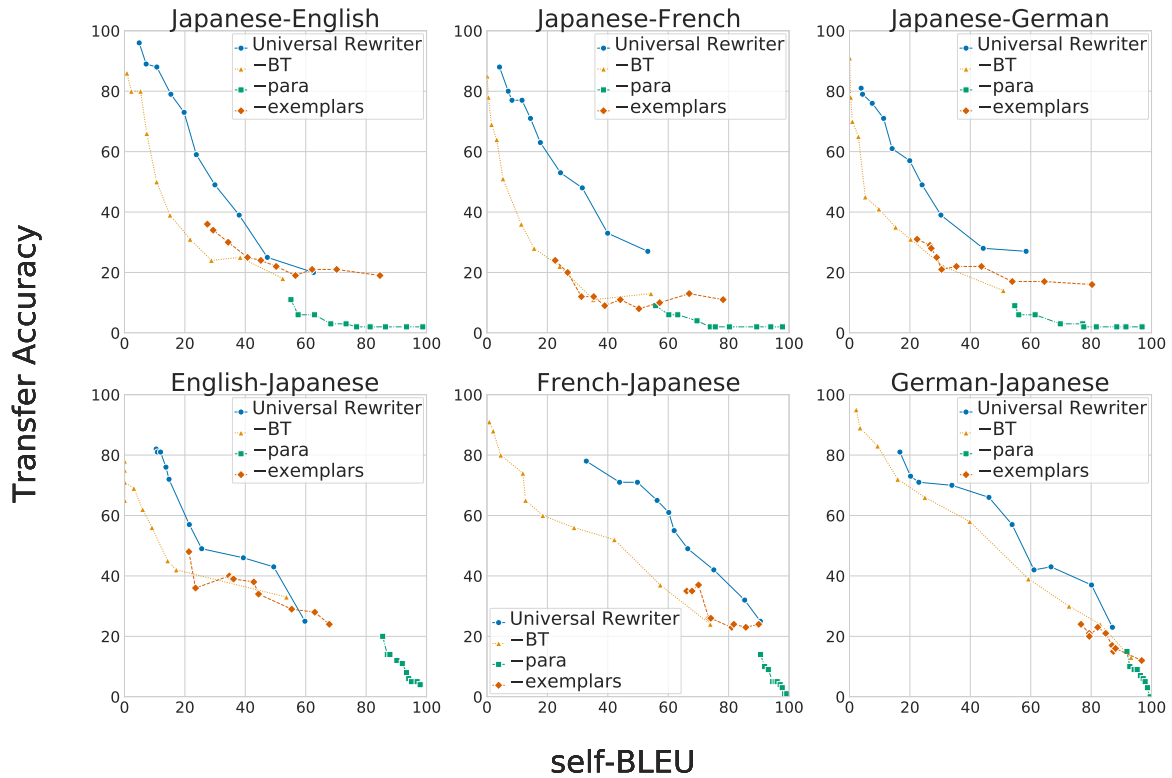 Transfer Accuracy
Japanese-English
100
80
60
40
20
0
0 20 40 60 80 100
Universal Rewriter
−BT
−para
−exemplars
Japanese-French
100
80
60
40
20
0
0 20 40 60 80 100
Universal Rewriter
−BT
−para
−exemplars
Japanese-German
100
80
60
40
20
0
0 20 40 60 80 100
Universal Rewriter
−BT
−para
−exemplars
English-Japanese
100
80
60
40
20
0
0 20 40 60 80 100
Universal Rewriter
−BT
−para
−exemplars
French-Japanese
100
80
60
40
20
0
0 20 40 60 80 100
Universal Rewriter
−BT
−para
−exemplars
German-Japanese
100
80
60
40
20
0
0 20 40 60 80 100
Universal Rewriter
−BT
−para
−exemplars
self-BLEU